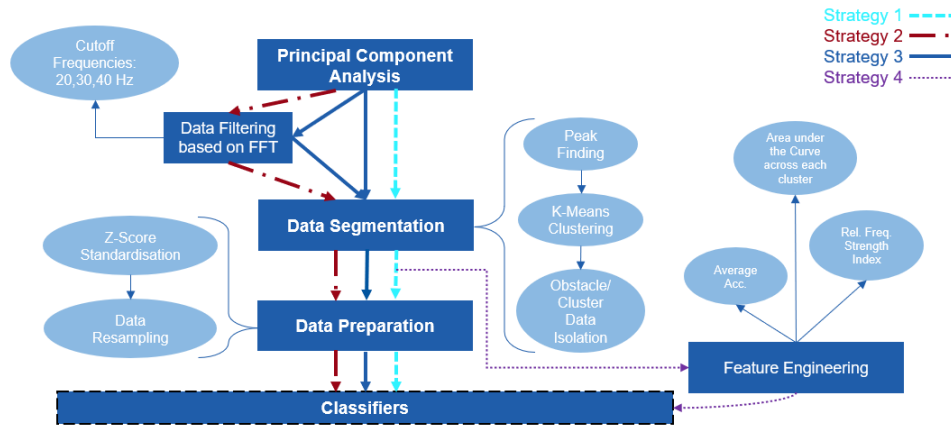 Strategy 1
Strategy 2
Strategy 3
Strategy 4
Cutoff
Frequencies:
20,30,40 Hz
Principal Component
Analysis
Data Filtering
based on FFT
Peak
Finding
Area under
the Curve
across each
cluster
Data Segmentation
K-Means
Clustering
Z-Score
Standardisation
Rel. Freq.
Strength
Index
Average
Acc.
Obstacle/
Cluster
Data
Isolation
Data
Resampling
Data Preparation
Feature Engineering
Classifiers